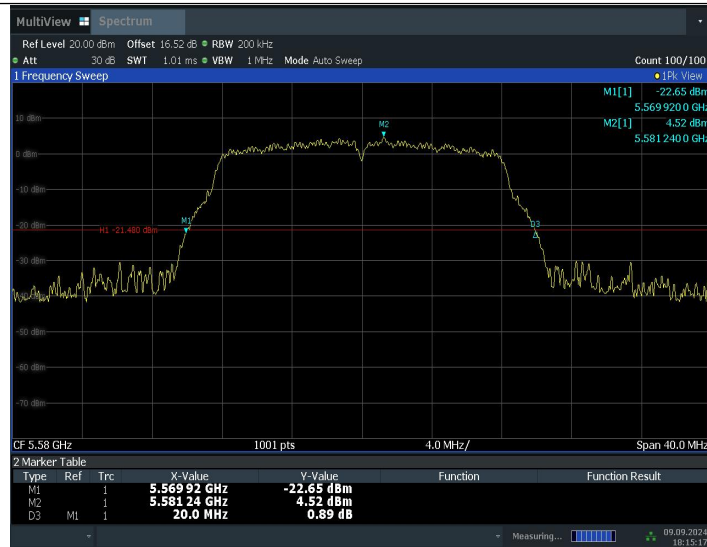 MultiView Spectrum
Ref Level 20.00 dBm Offset 16.52 dB RBW 200 kHz
Att 30 dB SWT 1.01 ms VBW 1 MHz Mode Auto Sweep Count 100/100
1 Frequency Sweep 1Pk View
M1[1] -22.65 dBm
5.5699200 GHz
M2[1] 4.52 dBm
5.5812400 GHz
M2
10 dBm
0 dBm
-10 dBm
-20 dBm
M1
D3
H1 -21.480 dBm
-30 dBm
-50 dBm
-60 dBm
-70 dBm
CF 5.58 GHz 1001 pts 4.0 MHz/ Span 40.0 MHz
2 Marker Table
Type Ref Trc X-Value Y-Value Function Function Result
M1 1 5.569 92 GHz -22.65 dBm
M2 1 5.581 24 GHz 4.52 dBm
D3 M1 1 20.0 MHz 0.89 dB
Measuring... 09.09.2024
18:15:17